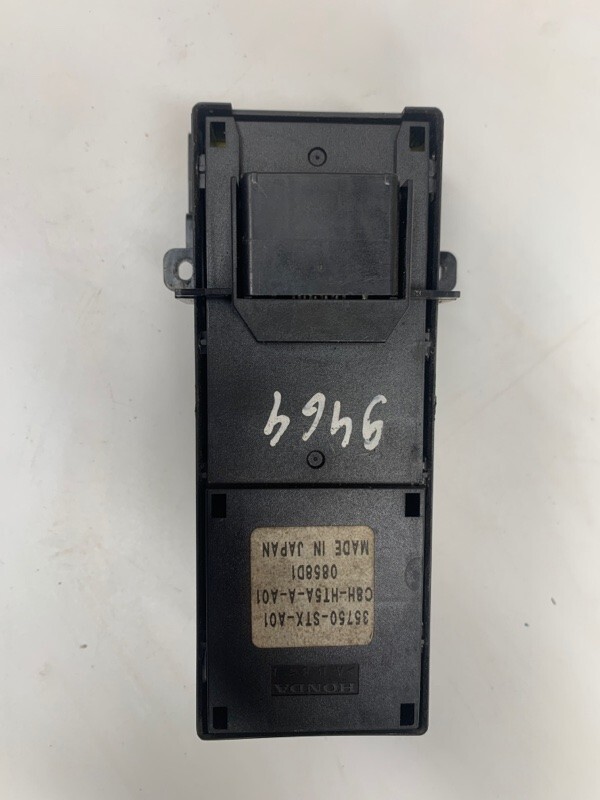 HONDA
35750-STX-A01
C8H-HT5A-A-A01
0858D1
MADE IN JAPAN
9464